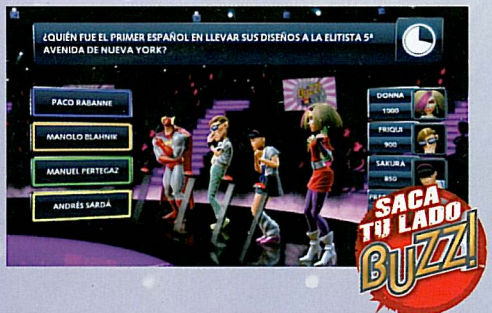 ¿QUIÉN FUE EL PRIMER ESPAÑOL EN LLEVAR SUS DISEÑOS A LA ELITISTA 5ª
AVENIDA DE NUEVA YORK?
PACO RABANNE
MANOLO BLAHNIK
MANUEL PERTEGAZ
ANDRÉS SARDÁ
DONNA
1000
FRIQUI
900
SAKURA
850
SACA
TU LADO
BUZZ!